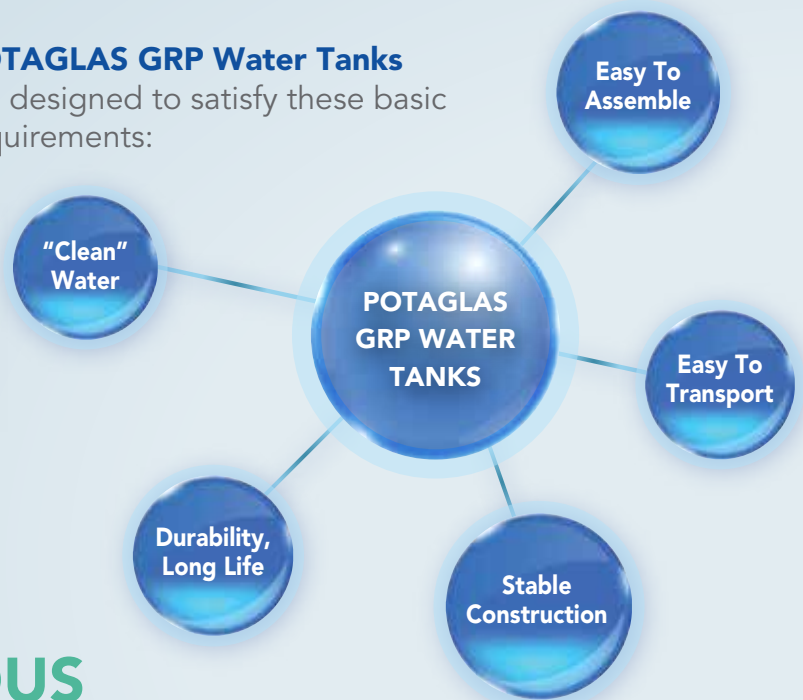 TAGLAS GRP Water Tanks
designed to satisfy these basic
quirements:
Easy To
Assemble
"Clean"
Water
POTAGLAS
GRP WATER
TANKS
Easy To
Transport
Durability,
Long Life
Stable
Construction
OUS